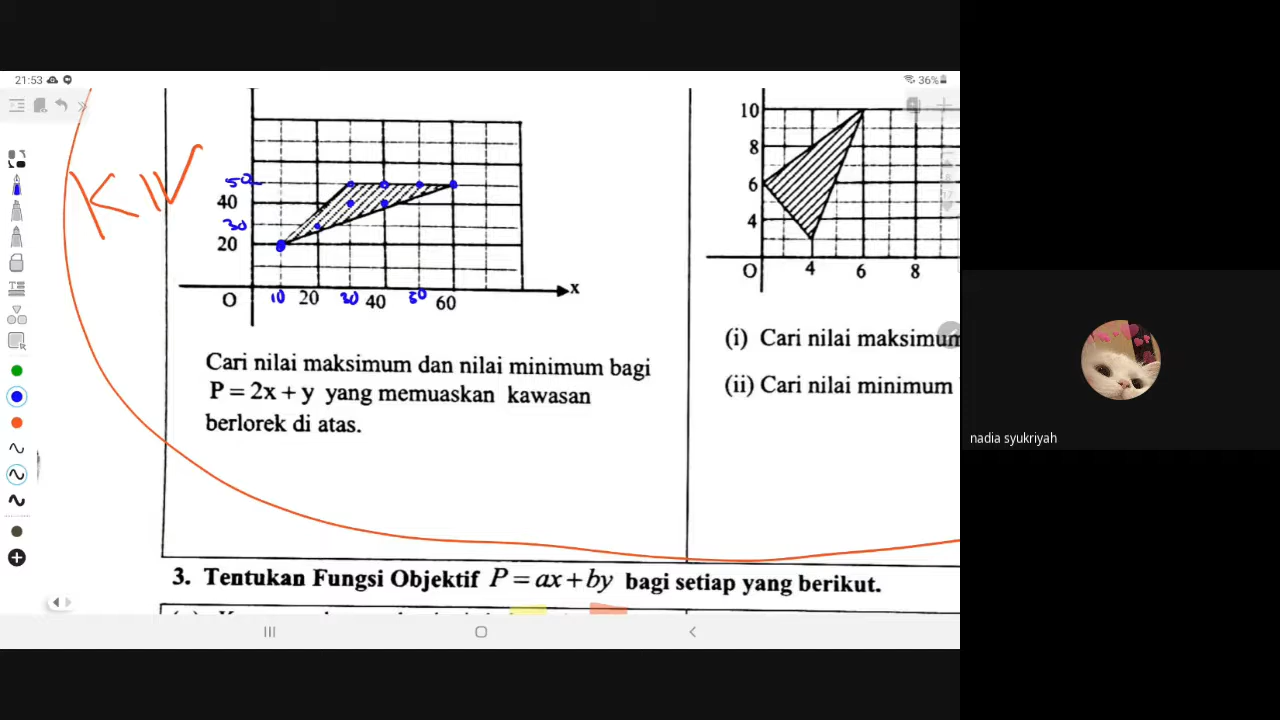 21:53
36%
KW
50
40
30
20
O
10 20 30 40 50 60
x
Cari nilai maksimum dan nilai minimum bagi
P = 2x + y yang memuaskan kawasan
berlorek di atas.
10
8
6
4
O
4 6 8
(i) Cari nilai maksimum
(ii) Cari nilai minimum
3. Tentukan Fungsi Objektif P = ax + by bagi setiap yang berikut.
nadia syukriyah